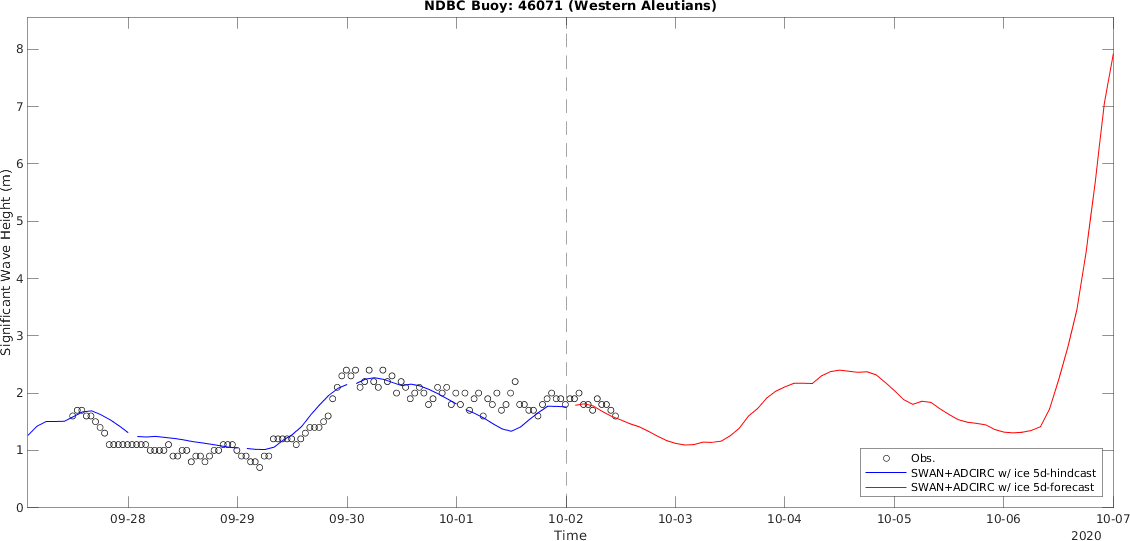 NDBC Buoy: 46071 (Western Aleutians)
Significant Wave Height (m)
8
7
6
5
4
3
2
1
0
09-28 09-29 09-30 10-01 10-02 10-03 10-04 10-05 10-06 10-07
Time
2020
Obs.
SWAN+ADCIRC w/ ice 5d-hindcast
SWAN+ADCIRC w/ ice 5d-forecast